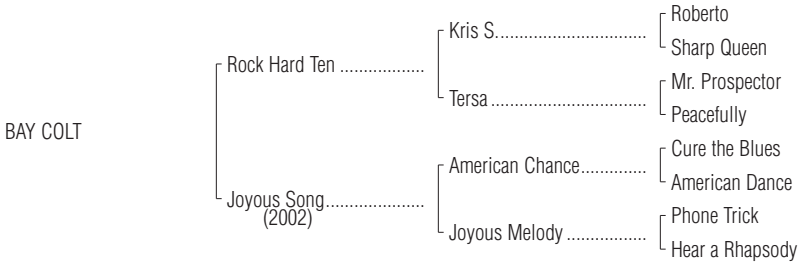 Roberto
Kris S.................................
Sharp Queen
Rock Hard Ten ..................
Mr. Prospector
Tersa .................................
Peacefully
BAY COLT
Cure the Blues
American Chance..............
American Dance
Joyous Song.....................
(2002)
Phone Trick
Joyous Melody .................
Hear a Rhapsody